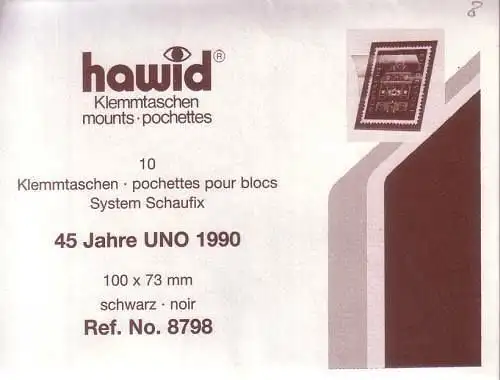 8
hawid®
Klemmtaschen
mounts·pochettes
10
Klemmtaschen · pochettes pour blocs
System Schaufix
45 Jahre UNO 1990
100 x 73 mm
schwarz · noir
Ref. No. 8798